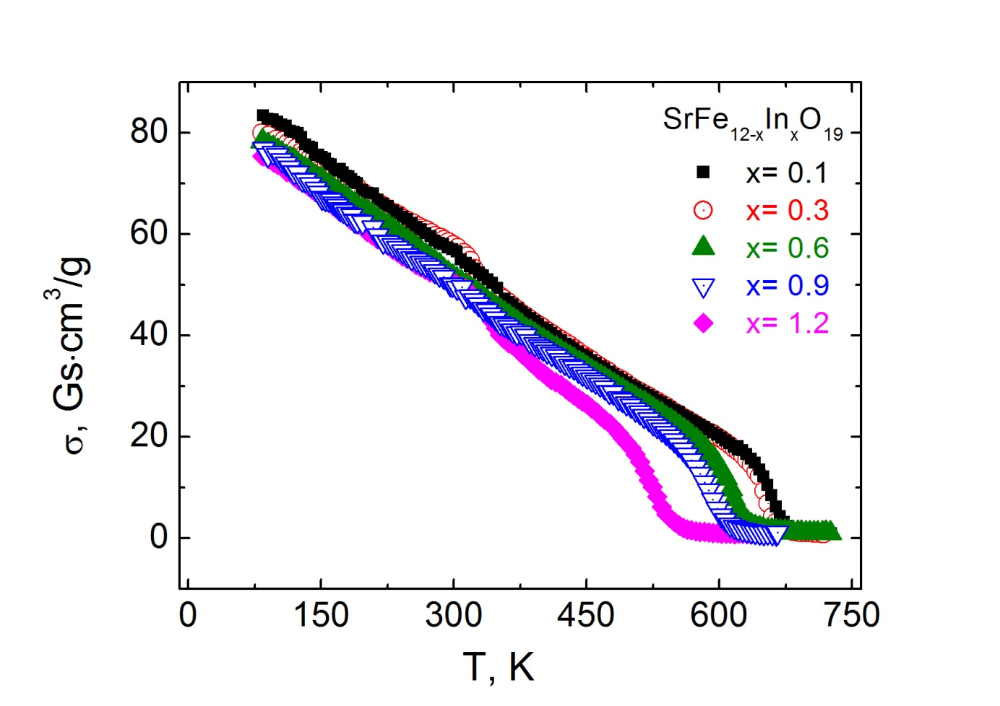 SrFe12-xInxO19
x= 0.1
x= 0.3
x= 0.6
x= 0.9
x= 1.2
80
60
40
20
0
σ, Gs·cm3/g
0 150 300 450 600 750
T, K